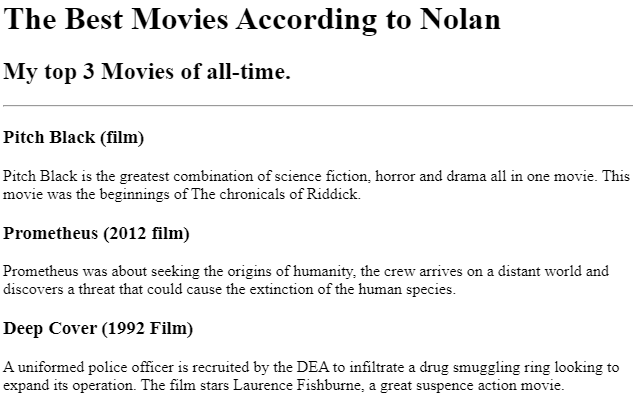 The Best Movies According to Nolan
My top 3 Movies of all-time.
Pitch Black (film)
Pitch Black is the greatest combination of science fiction, horror and drama all in one movie. This
movie was the beginnings of The chronicals of Riddick.
Prometheus (2012 film)
Prometheus was about seeking the origins of humanity, the crew arrives on a distant world and
discovers a threat that could cause the extinction of the human species.
Deep Cover (1992 Film)
A uniformed police officer is recruited by the DEA to infiltrate a drug smuggling ring looking to
expand its operation. The film stars Laurence Fishburne, a great suspence action movie.